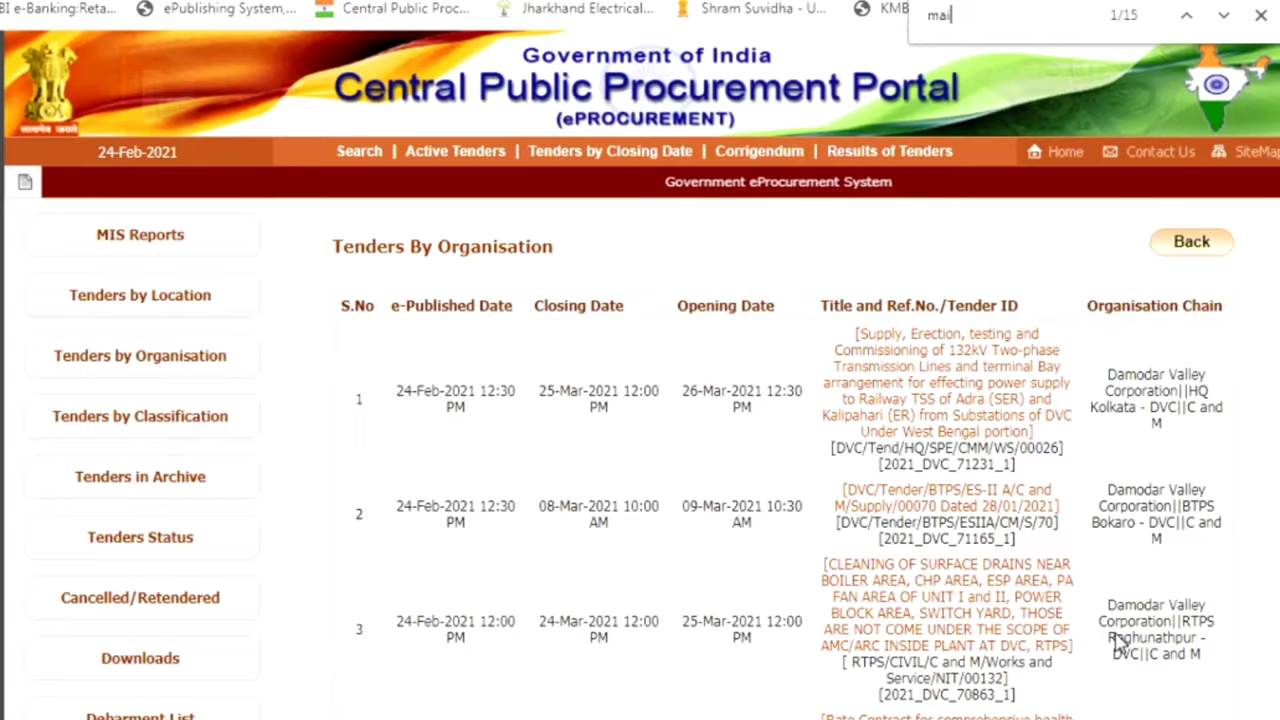 BI e-Banking:Reta... ePublishing System,... Central Public Proc... Jharkhand Electrical... Shram Suvidha - U... KMB
mai 1/15
Government of India
Central Public Procurement Portal
(ePROCUREMENT)
सत्यमेव जयते
24-Feb-2021 Search | Active Tenders | Tenders by Closing Date | Corrigendum | Results of Tenders Home Contact Us SiteMap
Government eProcurement System
MIS Reports
Tenders by Location
Tenders by Organisation
Tenders by Classification
Tenders in Archive
Tenders Status
Cancelled/Retendered
Downloads
Debarment List
Tenders By Organisation
Back
S.No e-Published Date Closing Date Opening Date Title and Ref.No./Tender ID Organisation Chain
1
24-Feb-2021 12:30
PM
25-Mar-2021 12:00
PM
26-Mar-2021 12:30
PM
[Supply, Erection, testing and
Commissioning of 132kV Two-phase
Transmission Lines and terminal Bay
arrangement for effecting power supply
to Railway TSS of Adra (SER) and
Kalipahari (ER) from Substations of DVC
Under West Bengal portion]
[DVC/Tend/HQ/SPE/CMM/WS/00026]
[2021_DVC_71231_1]
Damodar Valley
Corporation||HQ
Kolkata - DVC||C and
M
2
24-Feb-2021 12:30
PM
08-Mar-2021 10:00
AM
09-Mar-2021 10:30
AM
[DVC/Tender/BTPS/ES-II A/C and
M/Supply/00070 Dated 28/01/2021]
[DVC/Tender/BTPS/ESIIA/CM/S/70]
[2021_DVC_71165_1]
Damodar Valley
Corporation||BTPS
Bokaro - DVC||C and
M
3
24-Feb-2021 12:00
PM
24-Mar-2021 12:00
PM
25-Mar-2021 12:00
PM
[CLEANING OF SURFACE DRAINS NEAR
BOILER AREA, CHP AREA, ESP AREA, PA
FAN AREA OF UNIT I and II, POWER
BLOCK AREA, SWITCH YARD, THOSE
ARE NOT COME UNDER THE SCOPE OF
AMC/ARC INSIDE PLANT AT DVC, RTPS]
[ RTPS/CIVIL/C and M/Works and
Service/NIT/00132]
[2021_DVC_70863_1]
Damodar Valley
Corporation||RTPS
Raghunathpur -
DVC||C and M
[Rate Contract for comprehensive health